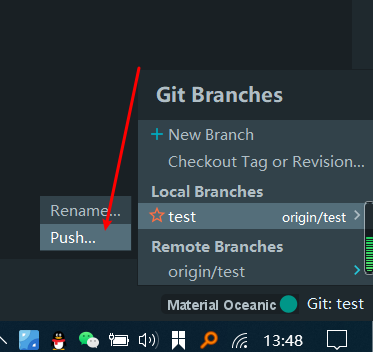 Git Branches
+ New Branch
Checkout Tag or Revision...
Local Branches
test origin/test
Rename...
Push...
Remote Branches
origin/test
Material Oceanic Git: test
13:48